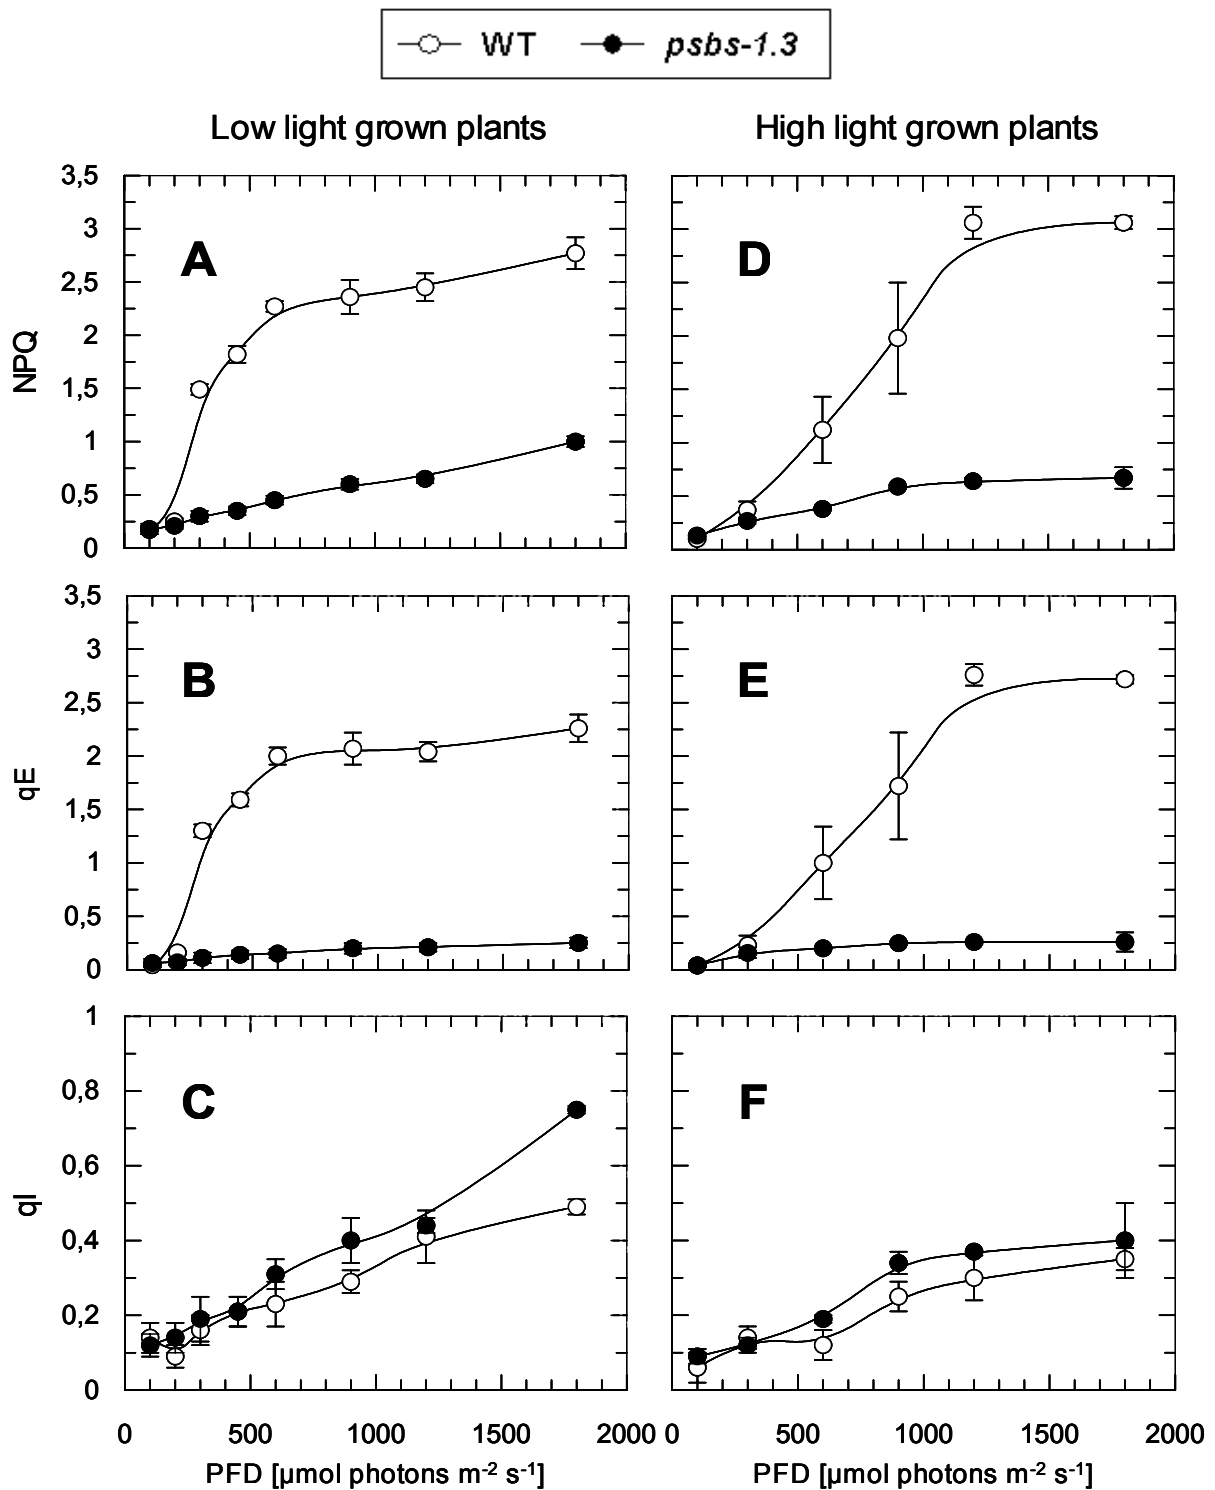 WT psbs-1.3
Low light grown plants
High light grown plants
3,5
3
2,5
2
1,5
1
0,5
0
NPQ
A
D
3,5
3
2,5
2
1,5
1
0,5
0
qE
B
E
1
0,8
0,6
0,4
0,2
0
qI
C
F
0 500 1000 1500 2000
0 500 1000 1500 2000
PFD [µmol photons m-2 s-1]
PFD [µmol photons m-2 s-1]